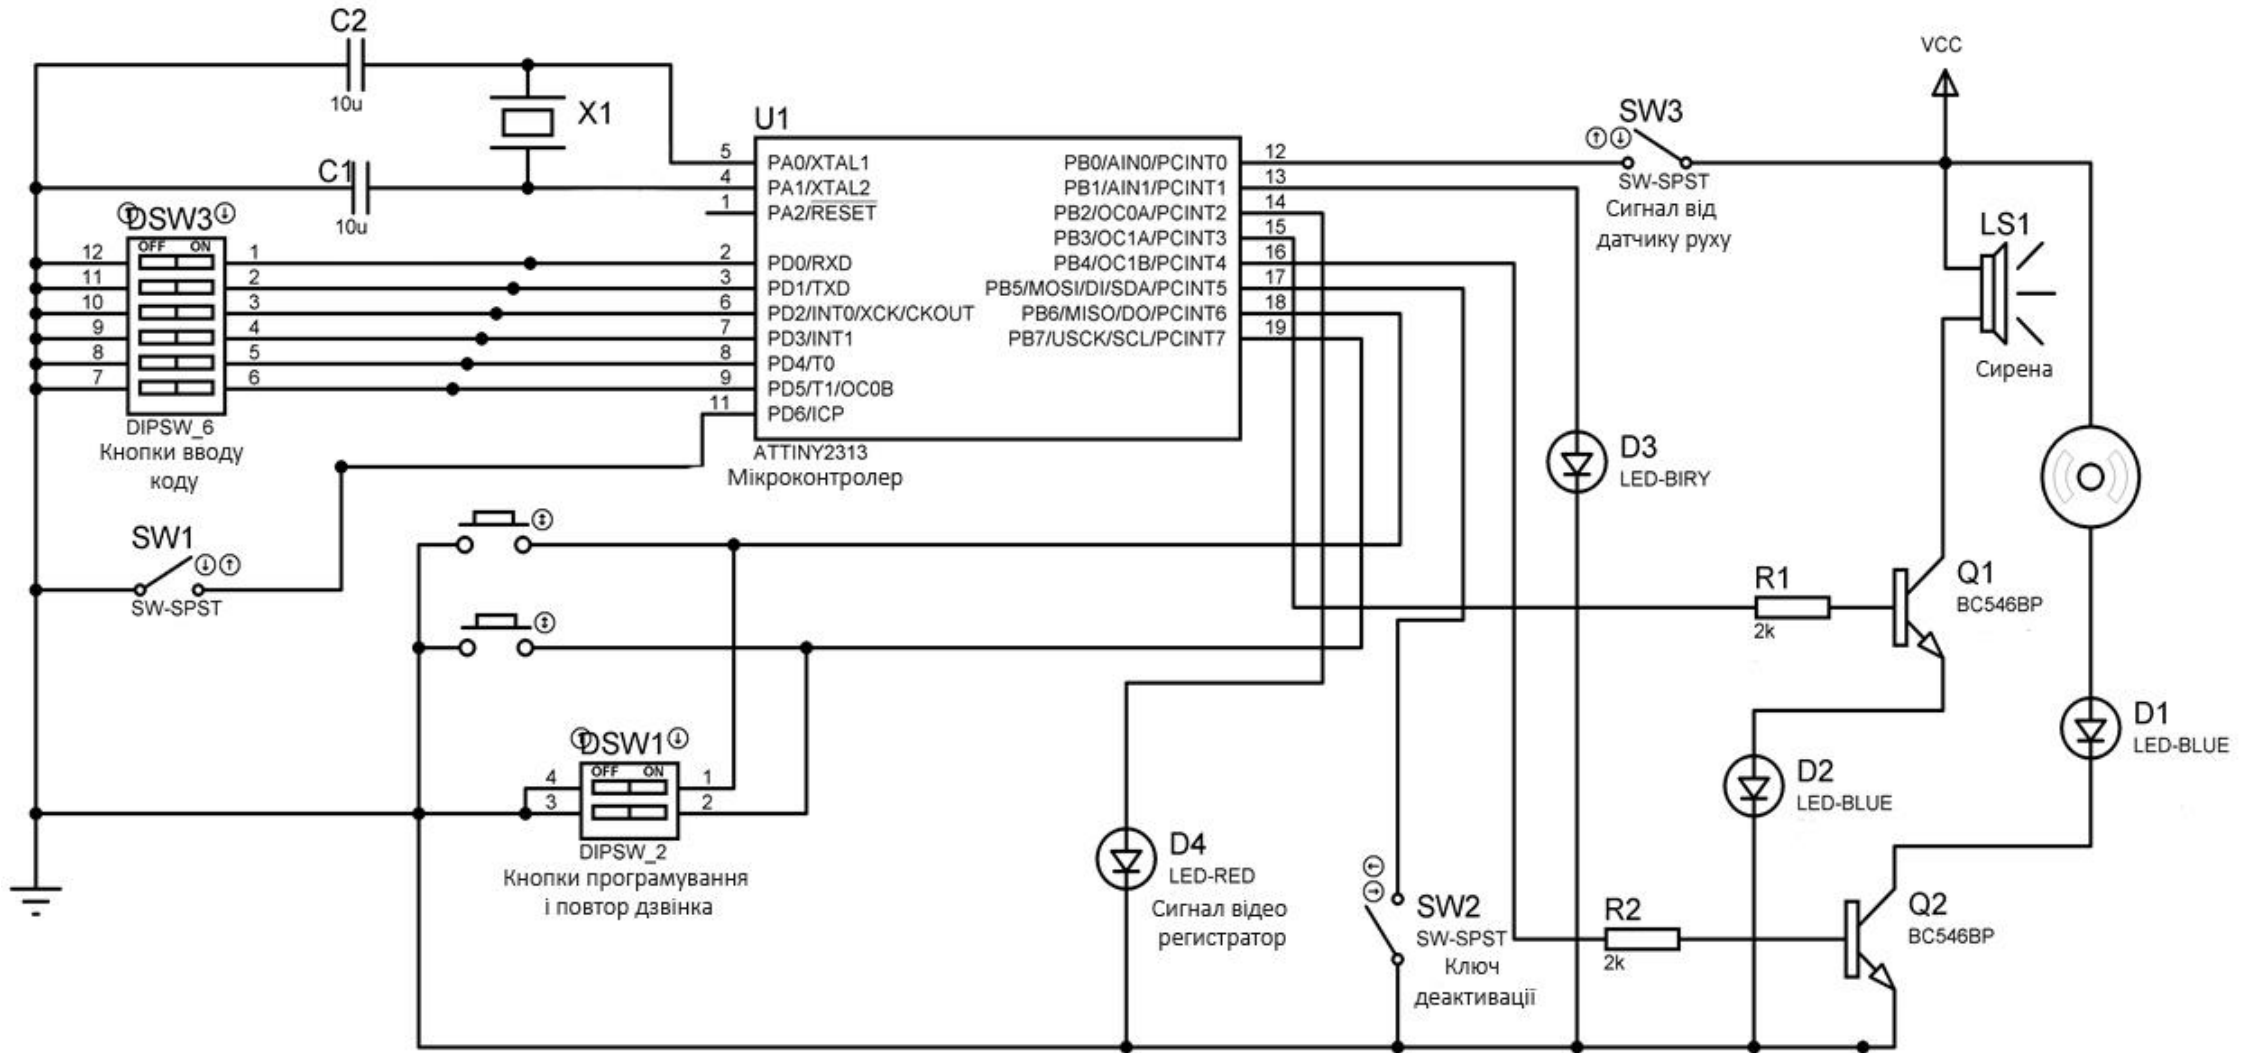 C2
10u
X1
C1
10u
U1
5 PA0/XTAL1
4 PA1/XTAL2
1 PA2/RESET
2 PD0/RXD
3 PD1/TXD
6 PD2/INT0/XCK/CKOUT
7 PD3/INT1
8 PD4/T0
9 PD5/T1/OC0B
11 PD6/ICP
PB0/AIN0/PCINT0 12
PB1/AIN1/PCINT1 13
PB2/OC0A/PCINT2 14
PB3/OC1A/PCINT3 15
PB4/OC1B/PCINT4 16
PB5/MOSI/DI/SDA/PCINT5 17
PB6/MISO/DO/PCINT6 18
PB7/USCK/SCL/PCINT7 19
ATTINY2313
Мікроконтролер
DSW3
OFF ON
12 1
11 2
10 3
9 4
8 5
7 6
DIPSW_6
Кнопки вводу
коду
SW1
SW-SPST
DSW1
OFF ON
4 1
3 2
DIPSW_2
Кнопки програмування
і повтор дзвінка
SW3
SW-SPST
Сигнал від
датчику руху
VCC
LS1
Сирена
D3
LED-BIRY
R1
2k
Q1
BC546BP
D1
LED-BLUE
D2
LED-BLUE
D4
LED-RED
Сигнал відео
регистратор
SW2
SW-SPST
Ключ
деактивації
R2
2k
Q2
BC546BP